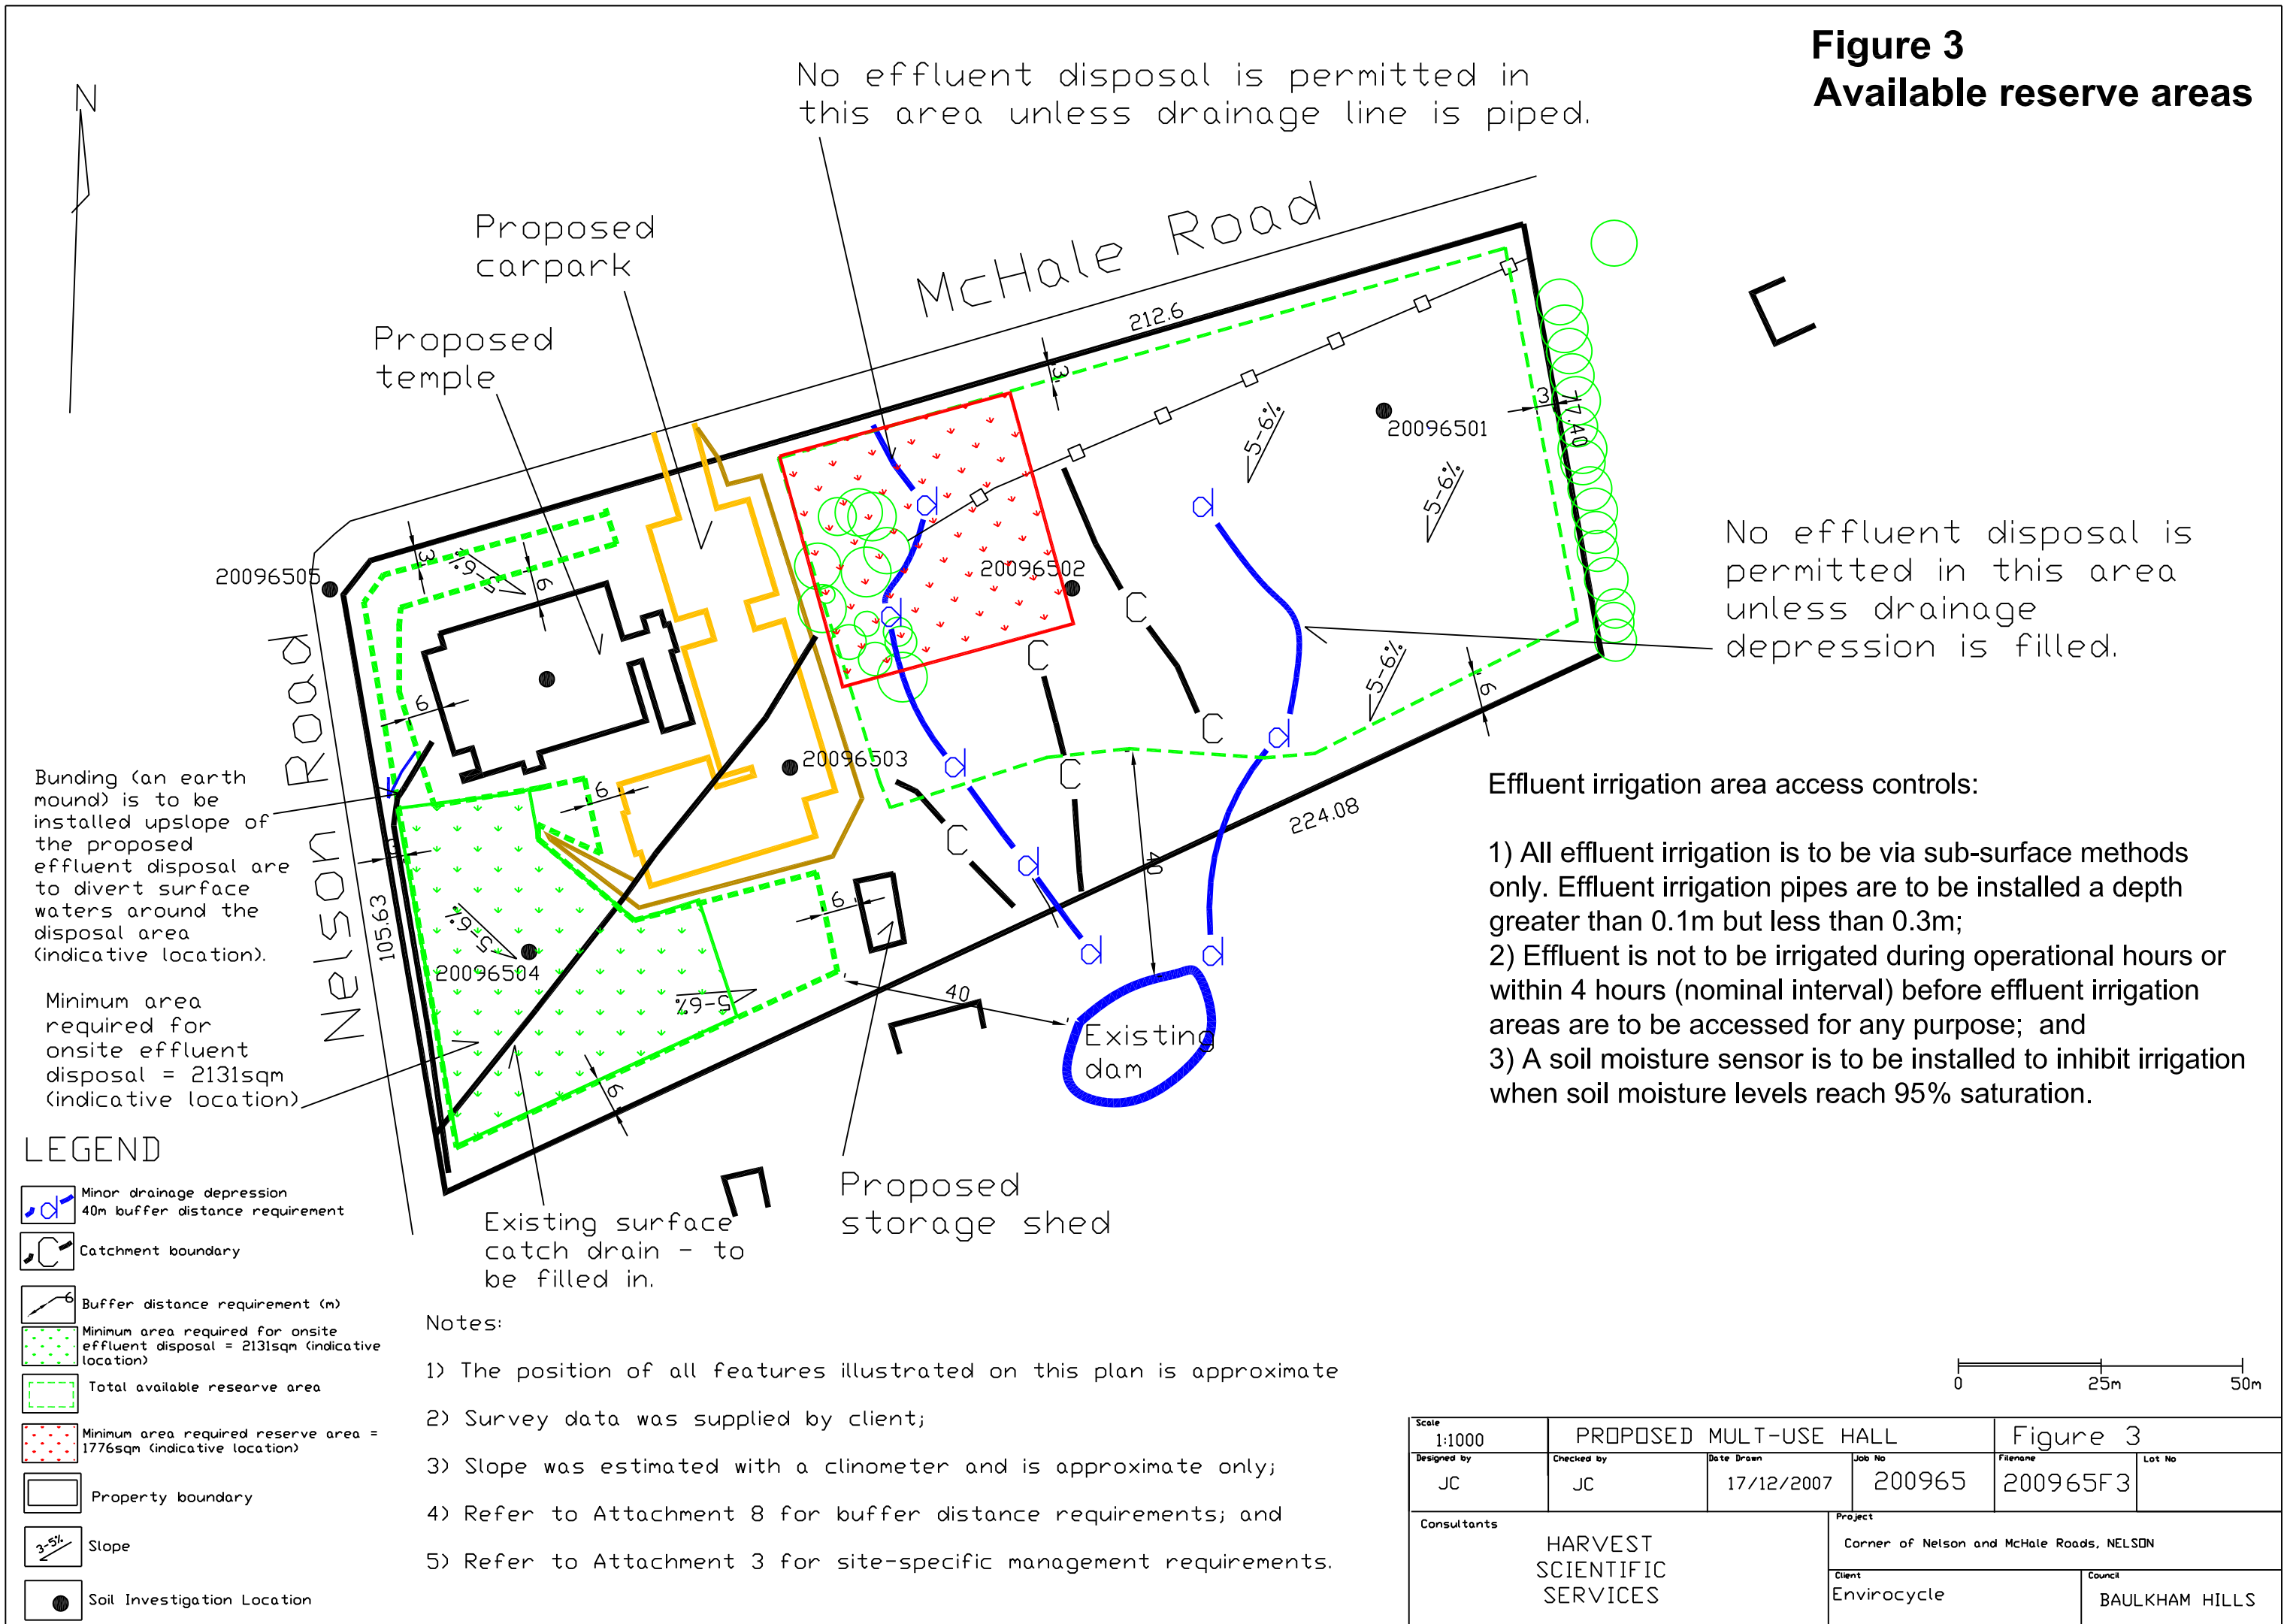 Figure 3
Available reserve areas
No effluent disposal is permitted in
this area unless drainage line is piped.
N
Proposed
carpark
McHale Road
212.6
Proposed
temple
3
3
77.40
5-6%
20096501
5-6%
d
d
No effluent disposal is
permitted in this area
unless drainage
depression is filled.
3
5-6%
6
20096505
20096502
d
C
C
5-6%
6
6
C
d
20096503
d
C
Nelson Road
Bunding (an earth
mound) is to be
installed upslope of
the proposed
effluent disposal are
to divert surface
waters around the
disposal area
(indicative location).
6
224.08
C
d
40
3
105.63
6
5-6%
20096504
d
d
5-6%
40
Existing
dam
6
Minimum area
required for
onsite effluent
disposal = 2131sqm
(indicative location)
Effluent irrigation area access controls:
1) All effluent irrigation is to be via sub-surface methods
only. Effluent irrigation pipes are to be installed a depth
greater than 0.1m but less than 0.3m;
2) Effluent is not to be irrigated during operational hours or
within 4 hours (nominal interval) before effluent irrigation
areas are to be accessed for any purpose; and
3) A soil moisture sensor is to be installed to inhibit irrigation
when soil moisture levels reach 95% saturation.
Proposed
storage shed
Existing surface
catch drain - to
be filled in.
LEGEND
d
Minor drainage depression
40m buffer distance requirement
C
Catchment boundary
6
Buffer distance requirement (m)
Minimum area required for onsite
effluent disposal = 2131sqm (indicative
location)
Total available researve area
Minimum area required reserve area =
1776sqm (indicative location)
Property boundary
3-5%
Slope
Soil Investigation Location
Notes:
1) The position of all features illustrated on this plan is approximate
2) Survey data was supplied by client;
3) Slope was estimated with a clinometer and is approximate only;
4) Refer to Attachment 8 for buffer distance requirements; and
5) Refer to Attachment 3 for site-specific management requirements.
0 25m 50m
Scale
1:1000
PROPOSED MULT-USE HALL
Figure 3
Designed by
JC
Checked by
JC
Date Drawn
17/12/2007
Job No
200965
Filename
200965F3
Lot No
Consultants
HARVEST
SCIENTIFIC
SERVICES
Project
Corner of Nelson and McHale Roads, NELSON
Client
Envirocycle
Council
BAULKHAM HILLS